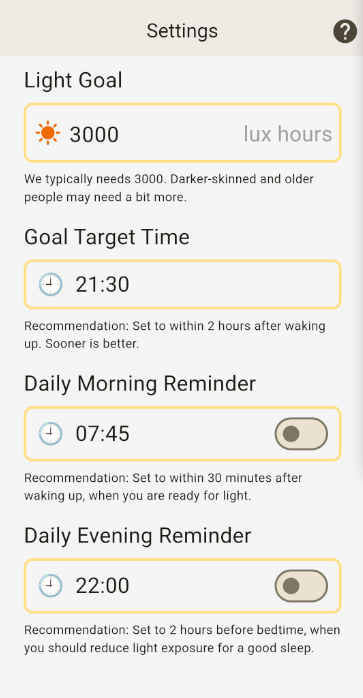 Settings
?
Light Goal
3000 lux hours
We typically needs 3000. Darker-skinned and older
people may need a bit more.
Goal Target Time
21:30
Recommendation: Set to within 2 hours after waking
up. Sooner is better.
Daily Morning Reminder
07:45
Recommendation: Set to within 30 minutes after
waking up, when you are ready for light.
Daily Evening Reminder
22:00
Recommendation: Set to 2 hours before bedtime, when
you should reduce light exposure for a good sleep.